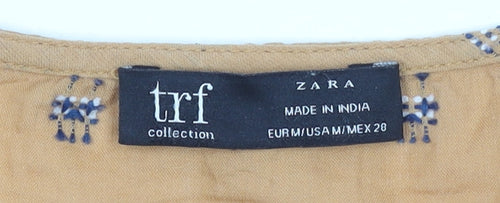 trf
collection
ZARA
MADE IN INDIA
EUR M/USA M/MEX 28